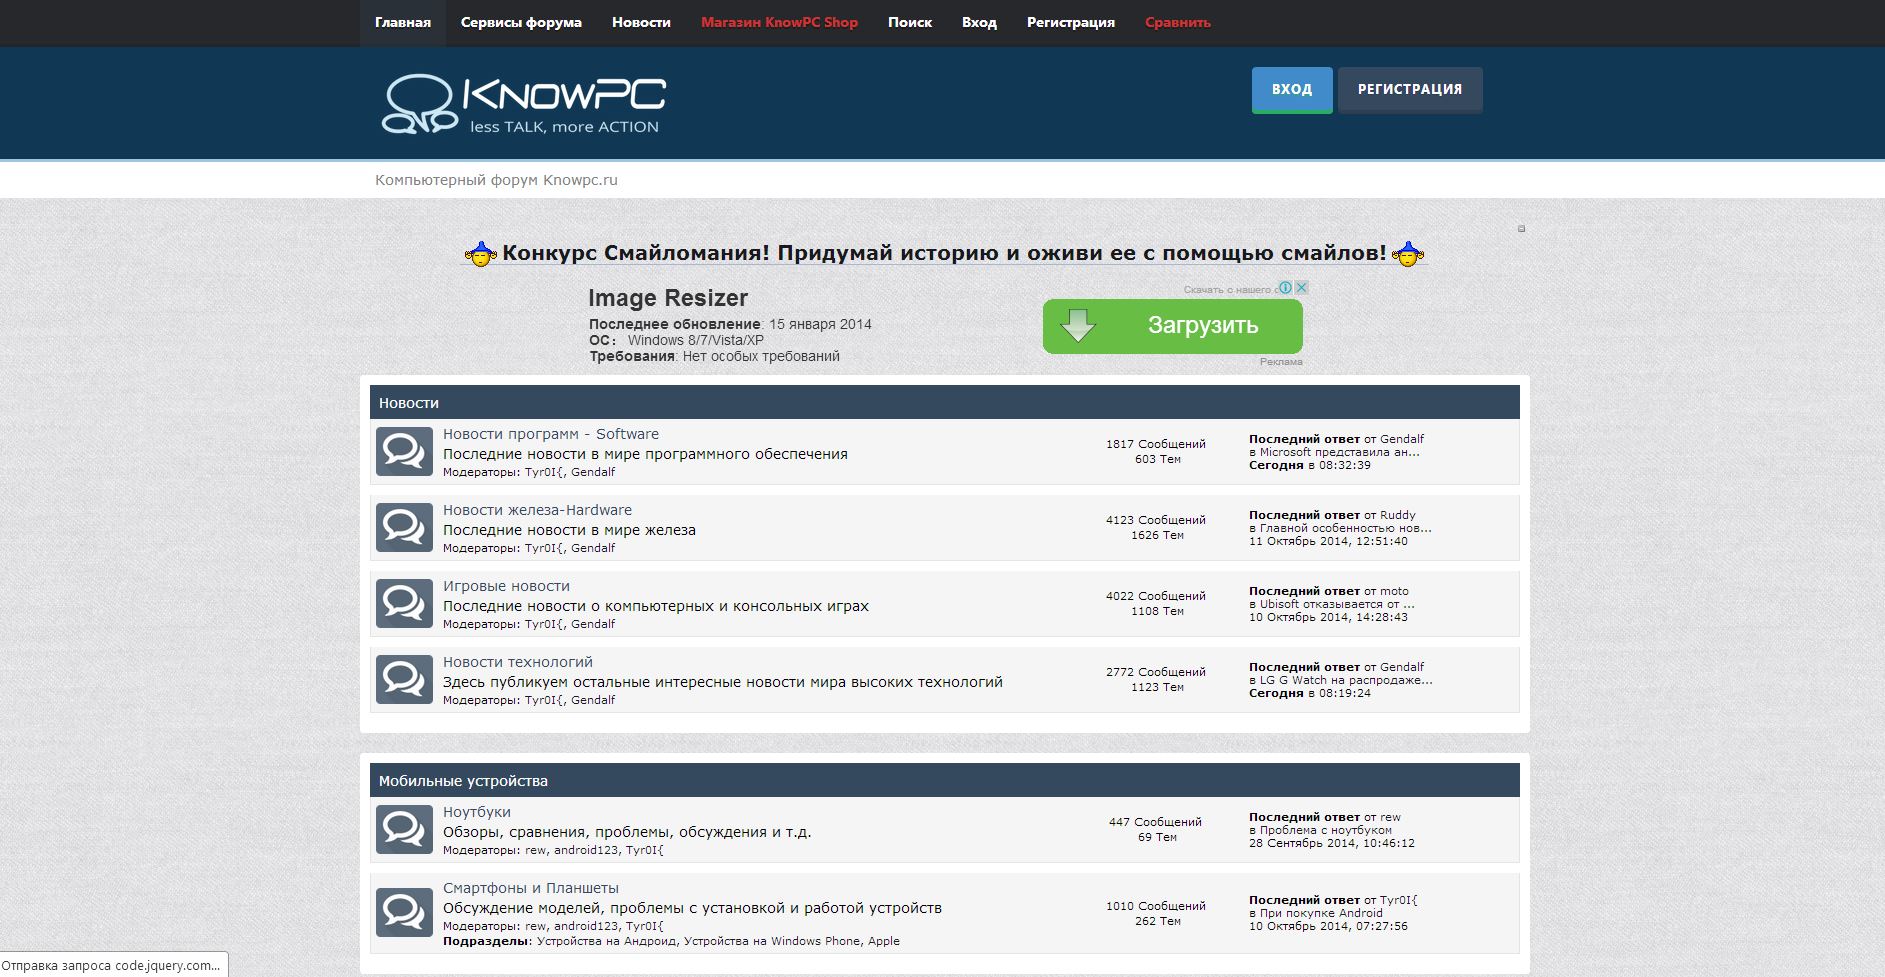 Главная Сервисы форума Новости Магазин KnowPC Shop Поиск Вход Регистрация Сравнить
KNOWPC
less TALK, more ACTION
ВХОД РЕГИСТРАЦИЯ
Компьютерный форум Knowpc.ru
Конкурс Смайломания! Придумай историю и оживи ее с помощью смайлов!
Image Resizer
Последнее обновление: 15 января 2014
ОС: Windows 8/7/Vista/XP
Требования: Нет особых требований
Скачать с нашего с
Загрузить
Реклама
Новости
Новости программ - Software
Последние новости в мире программного обеспечения
Модераторы: Tyr0I{, Gendalf
1817 Сообщений
603 Тем
Последний ответ от Gendalf
в Microsoft представила ан...
Сегодня в 08:32:39
Новости железа-Hardware
Последние новости в мире железа
Модераторы: Tyr0I{, Gendalf
4123 Сообщений
1626 Тем
Последний ответ от Ruddy
в Главной особенностью нов...
11 Октябрь 2014, 12:51:40
Игровые новости
Последние новости о компьютерных и консольных играх
Модераторы: Tyr0I{, Gendalf
4022 Сообщений
1108 Тем
Последний ответ от moto
в Ubisoft отказывается от ...
10 Октябрь 2014, 14:28:43
Новости технологий
Здесь публикуем остальные интересные новости мира высоких технологий
Модераторы: Tyr0I{, Gendalf
2772 Сообщений
1123 Тем
Последний ответ от Gendalf
в LG G Watch на распродаже...
Сегодня в 08:19:24
Мобильные устройства
Ноутбуки
Обзоры, сравнения, проблемы, обсуждения и т.д.
Модераторы: rew, android123, Tyr0I{
447 Сообщений
69 Тем
Последний ответ от rew
в Проблема с ноутбуком
28 Сентябрь 2014, 10:46:12
Смартфоны и Планшеты
Обсуждение моделей, проблемы с установкой и работой устройств
Модераторы: rew, android123, Tyr0I{
Подразделы: Устройства на Андроид, Устройства на Windows Phone, Apple
1010 Сообщений
262 Тем
Последний ответ от Tyr0I{
в При покупке Android
10 Октябрь 2014, 07:27:56
Отправка запроса code.jquery.com...